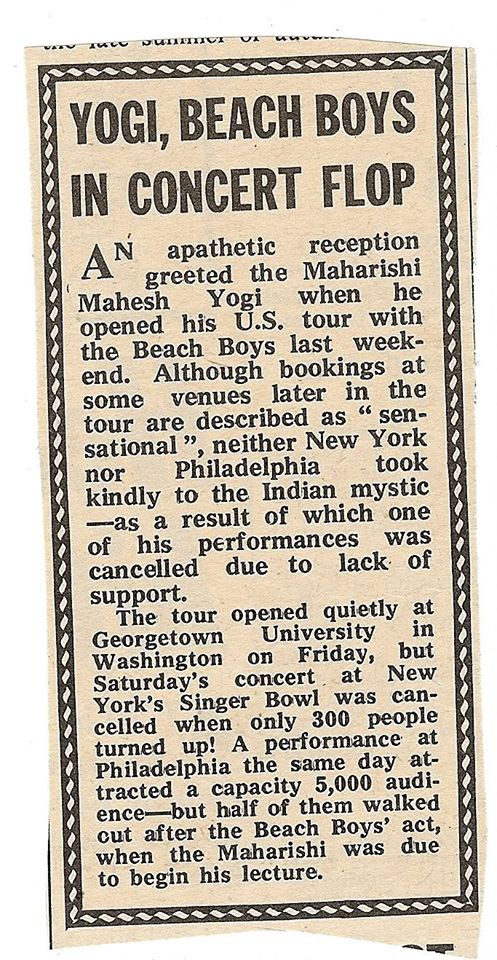 the late summer or
YOGI, BEACH BOYS
IN CONCERT FLOP
AN apathetic reception
greeted the Maharishi
Mahesh Yogi when he
opened his U.S. tour with
the Beach Boys last week-
end. Although bookings at
some venues later in the
tour are described as “ sen-
sational ”, neither New York
nor Philadelphia took
kindly to the Indian mystic
—as a result of which one
of his performances was
cancelled due to lack of
support.
The tour opened quietly at
Georgetown University in
Washington on Friday, but
Saturday's concert at New
York's Singer Bowl was can-
celled when only 300 people
turned up! A performance at
Philadelphia the same day at-
tracted a capacity 5,000 audi-
ence—but half of them walked
out after the Beach Boys' act,
when the Maharishi was due
to begin his lecture.